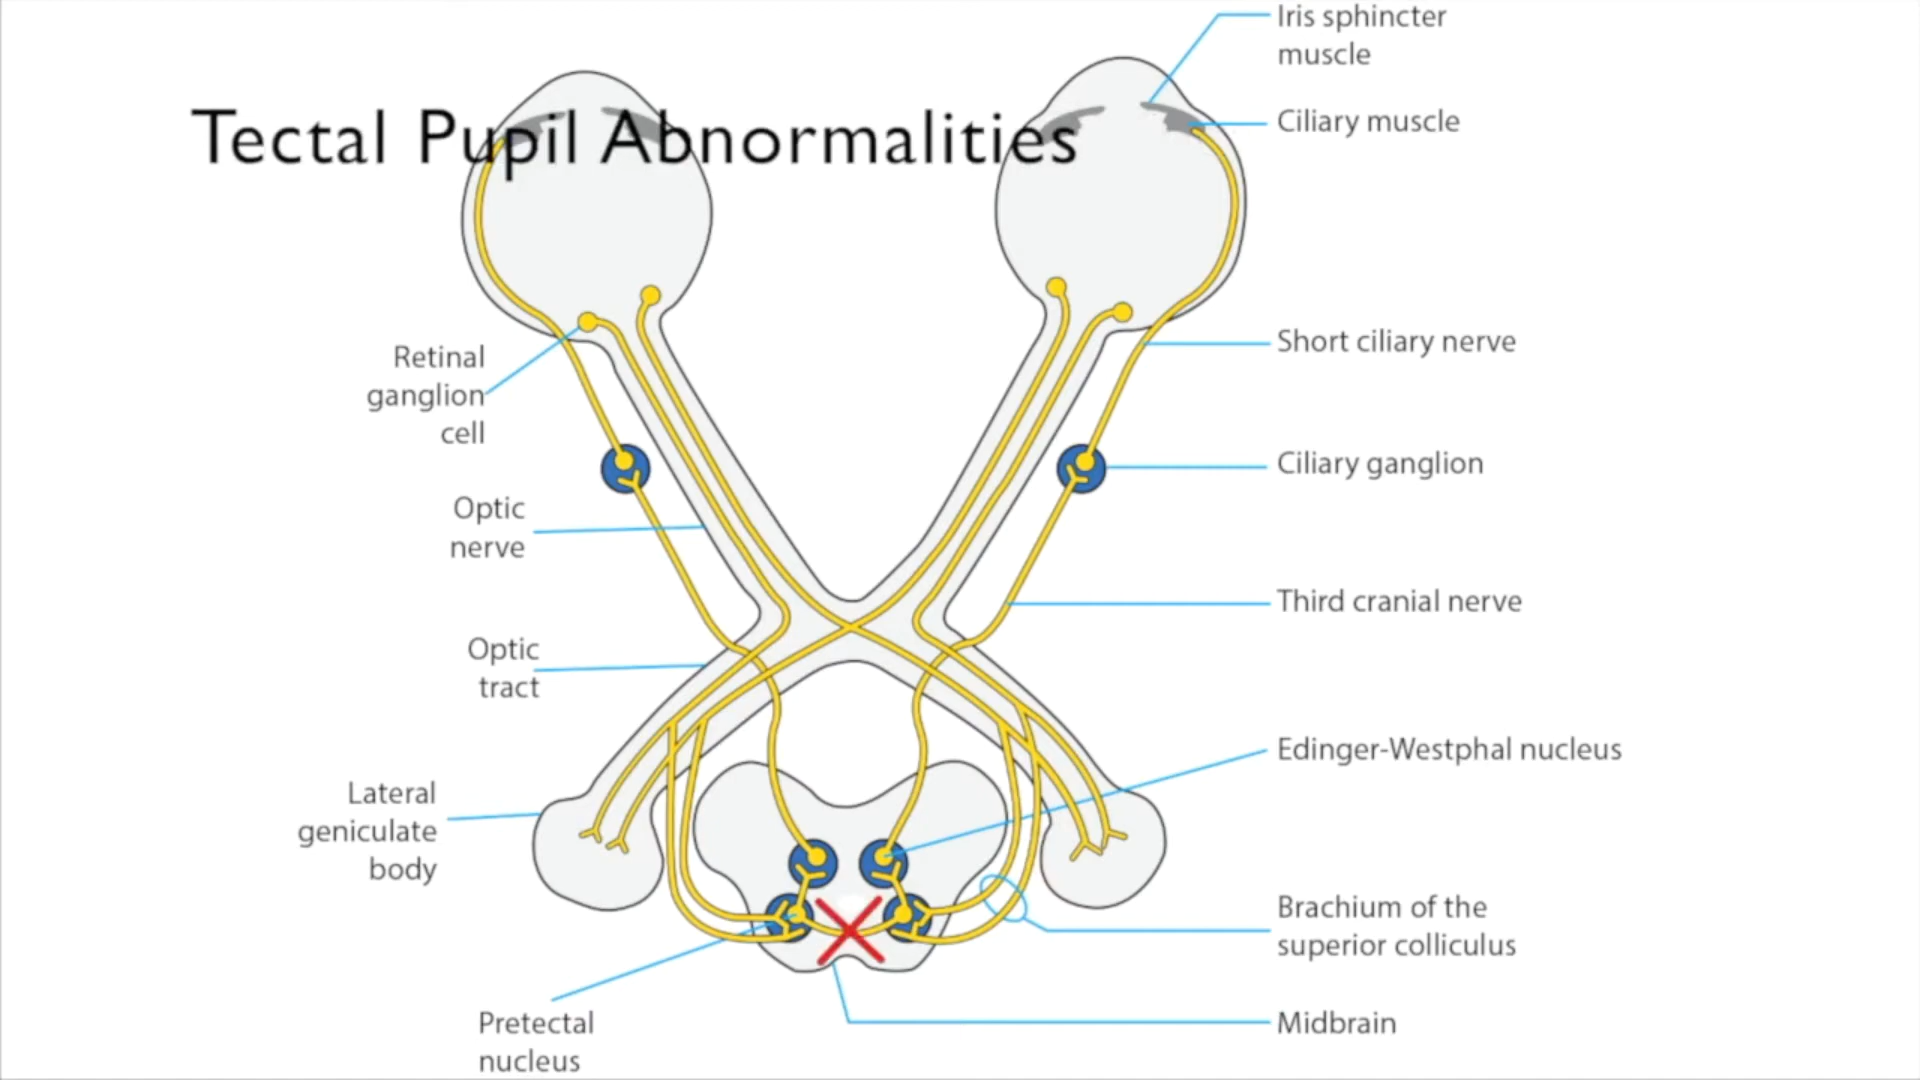 Tectal Pupil Abnormalities
Iris sphincter
muscle
Ciliary muscle
Short ciliary nerve
Retinal
ganglion
cell
Ciliary ganglion
Optic
nerve
Third cranial nerve
Optic
tract
Edinger-Westphal nucleus
Lateral
geniculate
body
Brachium of the
superior colliculus
Pretectal
nucleus
Midbrain